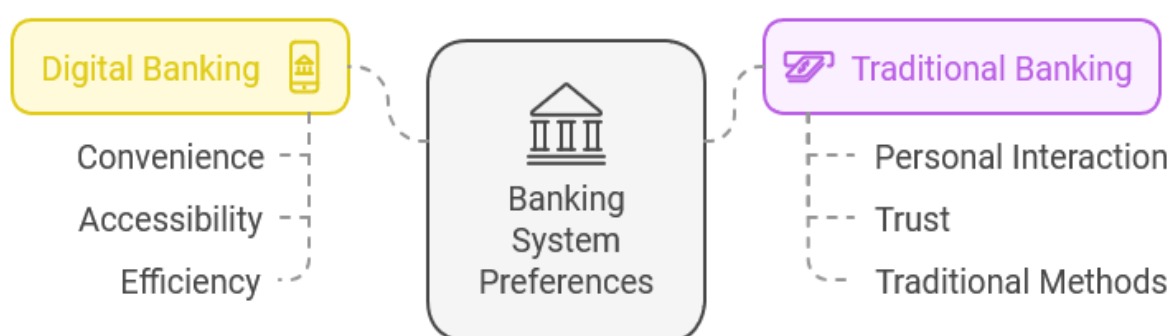 Digital Banking
Convenience
Accessibility
Efficiency
Banking
System
Preferences
Traditional Banking
Personal Interaction
Trust
Traditional Methods